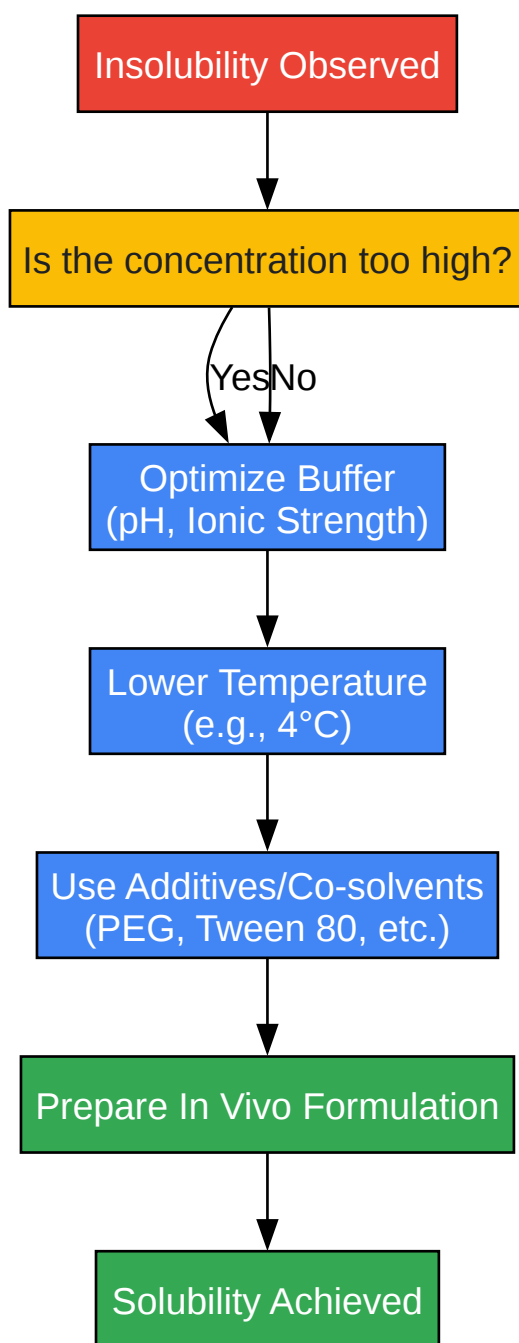 Insolubility Observed
Is the concentration too high?
Yes
No
Optimize Buffer
(pH, Ionic Strength)
Lower Temperature
(e.g., 4°C)
Use Additives/Co-solvents
(PEG, Tween 80, etc.)
Prepare In Vivo Formulation
Solubility Achieved